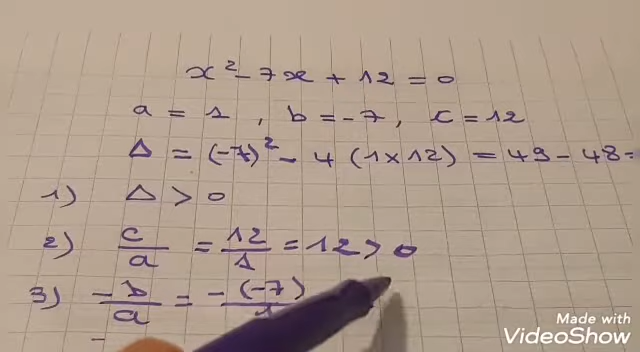 x² - 7x + 12 = 0
a = 1 , b = -7 , c = 12
Δ = (-7)² - 4 (1 × 12) = 49 - 48 =
1) Δ > 0
2) c/a = 12/1 = 12 > 0
3) -b/a = -(-7)/1
Made with
VideoShow